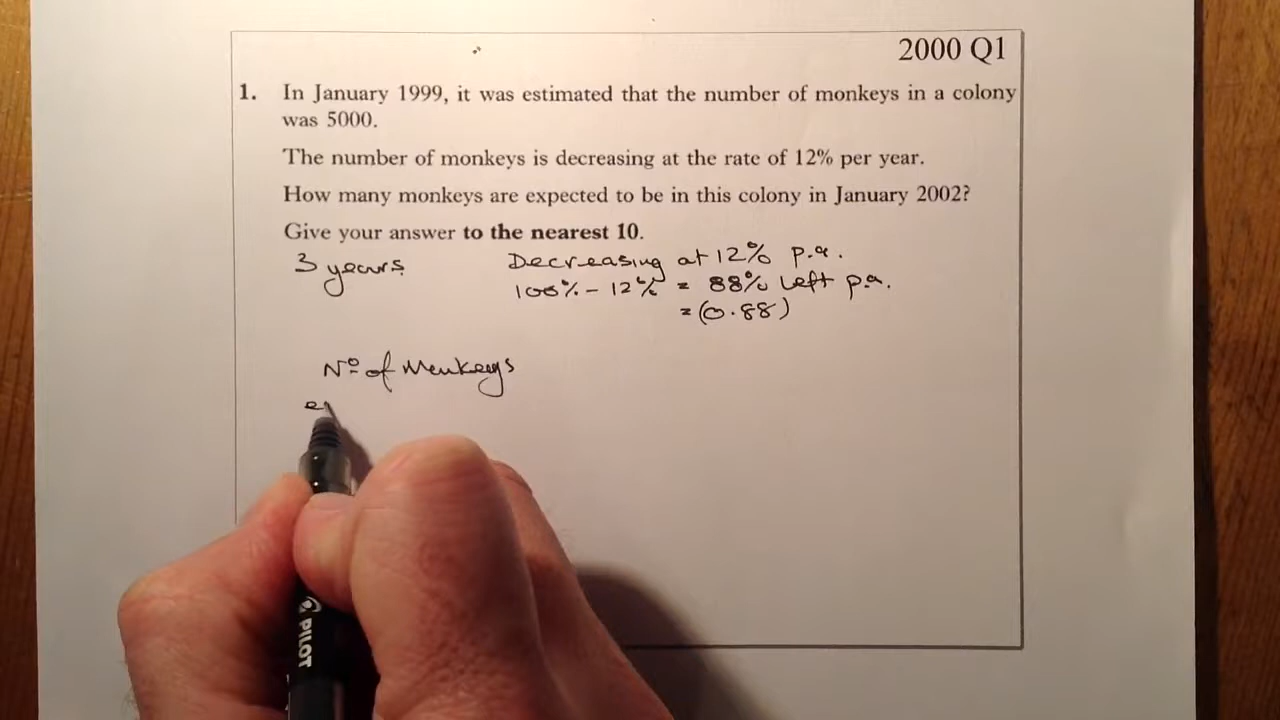 2000 Q1
1. In January 1999, it was estimated that the number of monkeys in a colony
was 5000.
The number of monkeys is decreasing at the rate of 12% per year.
How many monkeys are expected to be in this colony in January 2002?
Give your answer to the nearest 10.
3 years. Decreasing at 12% p.a.
100% - 12% = 88% left p.a.
= (0.88)
Nº of Monkeys
PILOT